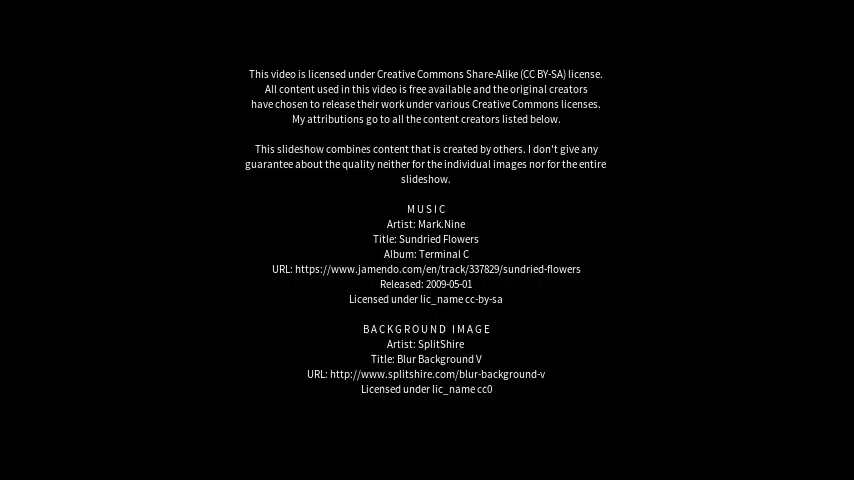 This video is licensed under Creative Commons Share-Alike (CC BY-SA) license.
All content used in this video is free available and the original creators
have chosen to release their work under various Creative Commons licenses.
My attributions go to all the content creators listed below.
This slideshow combines content that is created by others. I don't give any
guarantee about the quality neither for the individual images nor for the entire
slideshow.
MUSIC
Artist: Mark.Nine
Title: Sundried Flowers
Album: Terminal C
URL: https://www.jamendo.com/en/track/337829/sundried-flowers
Released: 2009-05-01
Licensed under lic_name cc-by-sa
BACKGROUND IMAGE
Artist: SplitShire
Title: Blur Background V
URL: http://www.splitshire.com/blur-background-v
Licensed under lic_name cc0